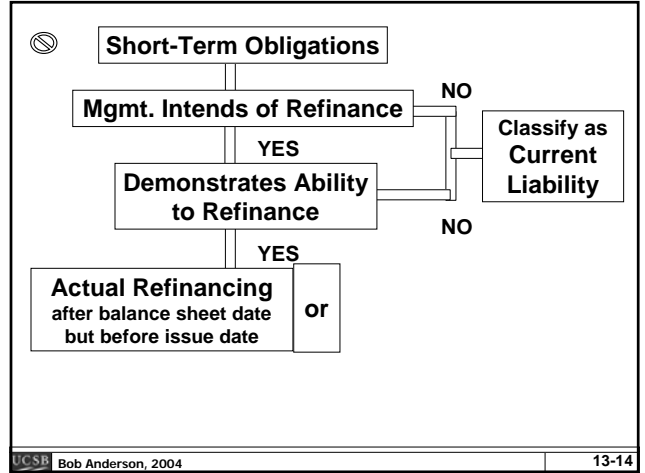 Short-Term Obligations
Mgmt. Intends of Refinance
NO
YES
Classify as
Current
Liability
Demonstrates Ability
to Refinance
NO
YES
Actual Refinancing
after balance sheet date
but before issue date
or
UCSB Bob Anderson, 2004
13-14